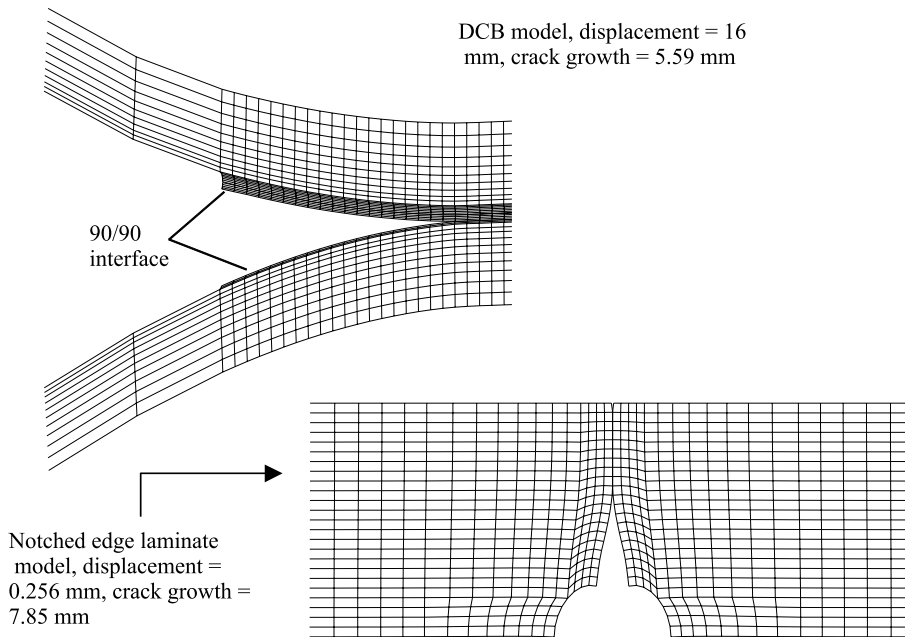 DCB model, displacement = 16
mm, crack growth = 5.59 mm
90/90
interface
Notched edge laminate
model, displacement =
0.256 mm, crack growth =
7.85 mm